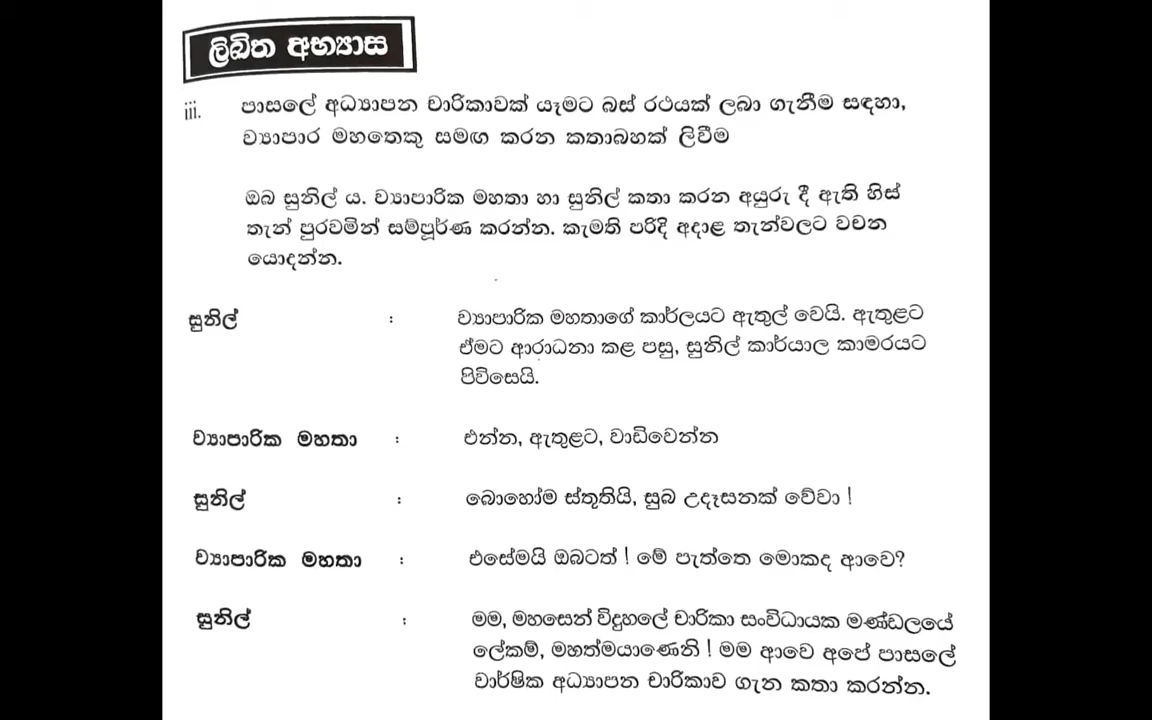 ලිඛිත අභ්‍යාස
iii. පාසලේ අධ්‍යාපන චාරිකාවක් යෑමට බස් රථයක් ලබා ගැනීම සඳහා,
ව්‍යාපාර මහතෙකු සමඟ කරන කතාබහක් ලිවීම
ඔබ සුනිල් ය. ව්‍යාපාරික මහතා හා සුනිල් කතා කරන අයුරු දී ඇති හිස්
තැන් පුරවමින් සම්පූර්ණ කරන්න. කැමති පරිදි අදාළ තැන්වලට වචන
යොදන්න.
සුනිල් : ව්‍යාපාරික මහතාගේ කාර්ලයට ඇතුල් වෙයි. ඇතුළට
ඒමට ආරාධනා කළ පසු, සුනිල් කාර්යාල කාමරයට
පිවිසෙයි.
ව්‍යාපාරික මහතා : එන්න, ඇතුළට, වාඩිවෙන්න
සුනිල් : බොහෝම ස්තූතියි, සුබ උදෑසනක් වේවා !
ව්‍යාපාරික මහතා : එසේමයි ඔබටත් ! මේ පැත්තෙ මොකද ආවෙ?
සුනිල් : මම, මහසෙන් විදුහලේ චාරිකා සංවිධායක මණ්ඩලයේ
ලේකම්, මහත්මයාණෙනි ! මම ආවෙ අපේ පාසලේ
වාර්ෂික අධ්‍යාපන චාරිකාව ගැන කතා කරන්න.